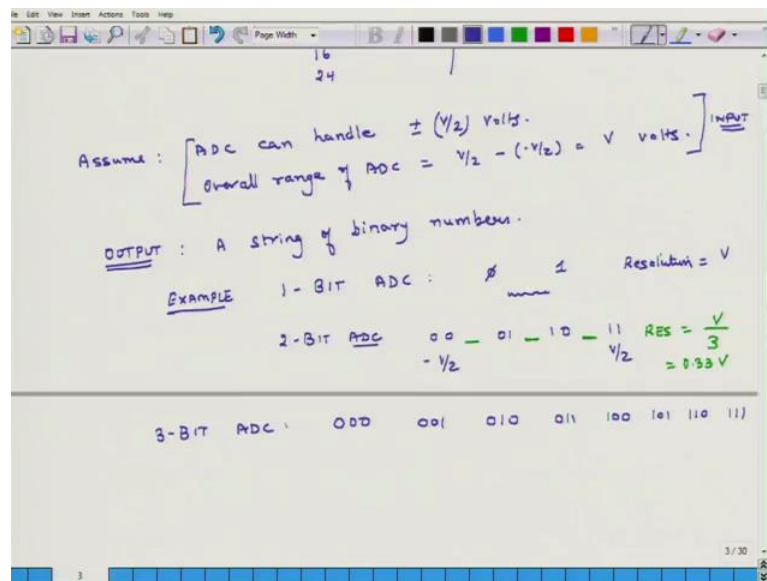 File Edit View Insert Actions Tools Help
Page Width B I
16
24
Assume : [ ADC can handle ± (V/2) volts. ] INPUT
Overall range of ADC = V/2 - (-V/2) = V volts.
OUTPUT : A string of binary numbers.
EXAMPLE 1-BIT ADC : 0 1 Resolution = V
2-BIT ADC 00 _ 01 _ 10 _ 11 RES = V/3
-V/2 V/2 = 0.33 V
3-BIT ADC : 000 001 010 011 100 101 110 111
3 / 30
3